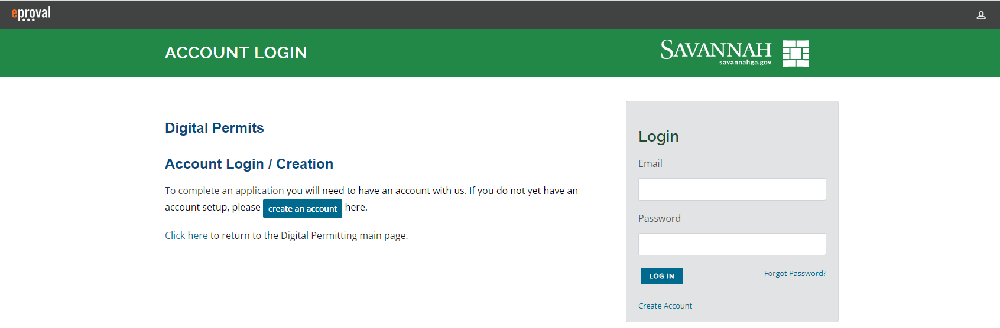 eproval
ACCOUNT LOGIN
SAVANNAH
savannahga.gov
Digital Permits
Account Login / Creation
To complete an application you will need to have an account with us. If you do not yet have an
account setup, please create an account here.
Click here to return to the Digital Permitting main page.
Login
Email
Password
LOG IN
Forgot Password?
Create Account